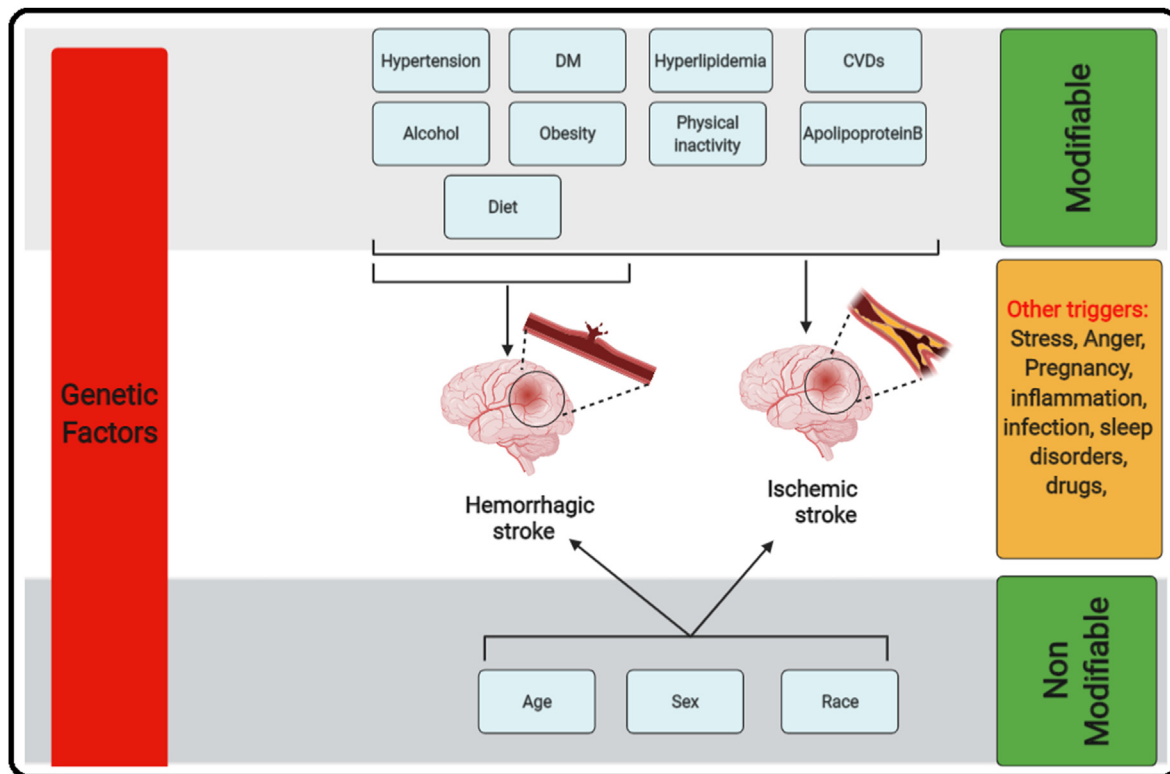 Hypertension
DM
Hyperlipidemia
CVDs
Alcohol
Obesity
Physical
inactivity
ApolipoproteinB
Diet
Modifiable
Genetic
Factors
Other triggers:
Stress, Anger,
Pregnancy,
inflammation,
infection, sleep
disorders,
drugs,
Hemorrhagic
stroke
Ischemic
stroke
Age
Sex
Race
Non
Modifiable